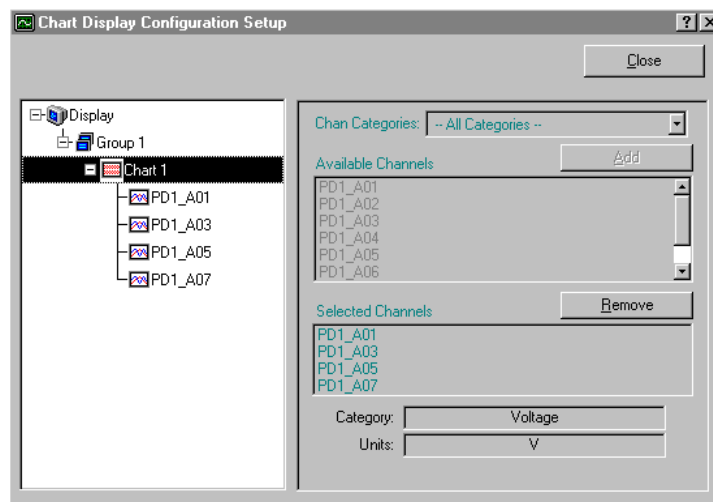 Chart Display Configuration Setup
Close
Display
Group 1
Chart 1
PD1_A01
PD1_A03
PD1_A05
PD1_A07
Chan Categories: -- All Categories --
Add
Available Channels
PD1_A01
PD1_A02
PD1_A03
PD1_A04
PD1_A05
PD1_A06
Remove
Selected Channels
PD1_A01
PD1_A03
PD1_A05
PD1_A07
Category: Voltage
Units: V